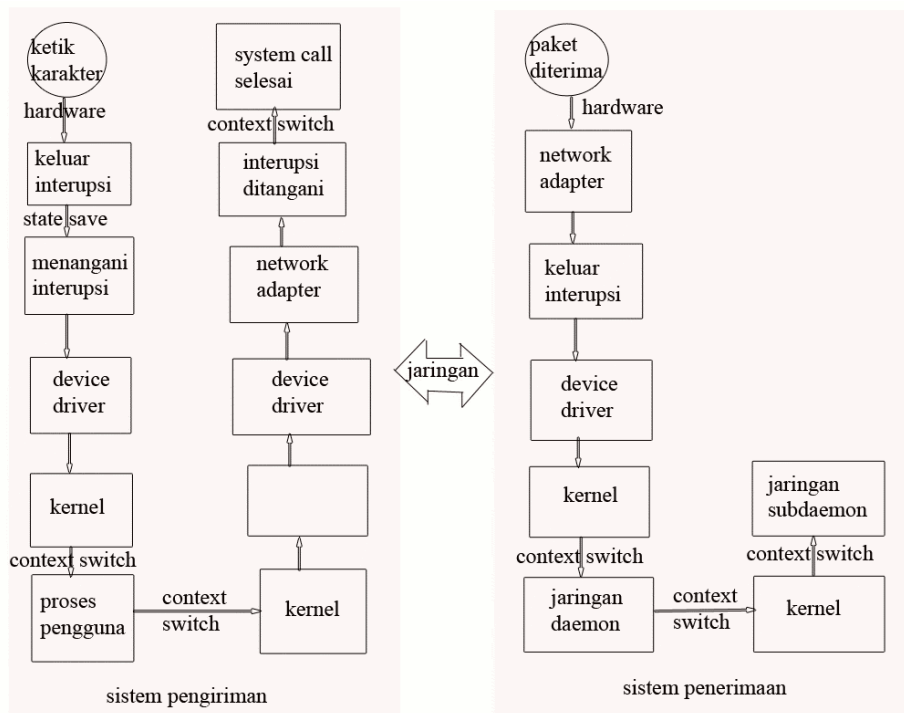 ketik
karakter
hardware
keluar
interupsi
state save
menangani
interupsi
device
driver
kernel
context switch
proses
pengguna
context
switch
kernel
device
driver
network
adapter
interupsi
ditangani
context switch
system call
selesai
sistem pengiriman
jaringan
paket
diterima
hardware
network
adapter
keluar
interupsi
device
driver
kernel
context switch
jaringan
daemon
context
switch
kernel
context switch
jaringan
subdaemon
sistem penerimaan